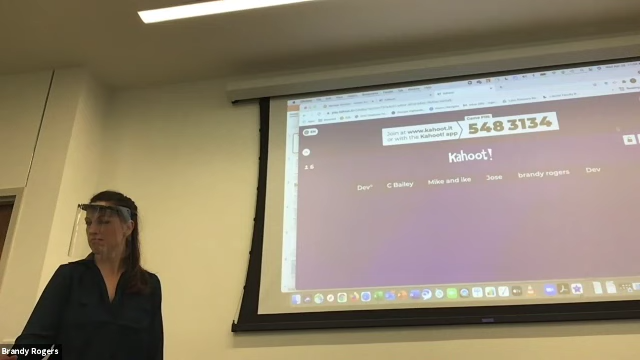 Join at www.kahoot.it
or with the Kahoot! app
Game PIN:
548 3134
Kahoot!
6
Dev"
C Bailey
Mike and ike
Jose
brandy rogers
Dev
Brandy Rogers